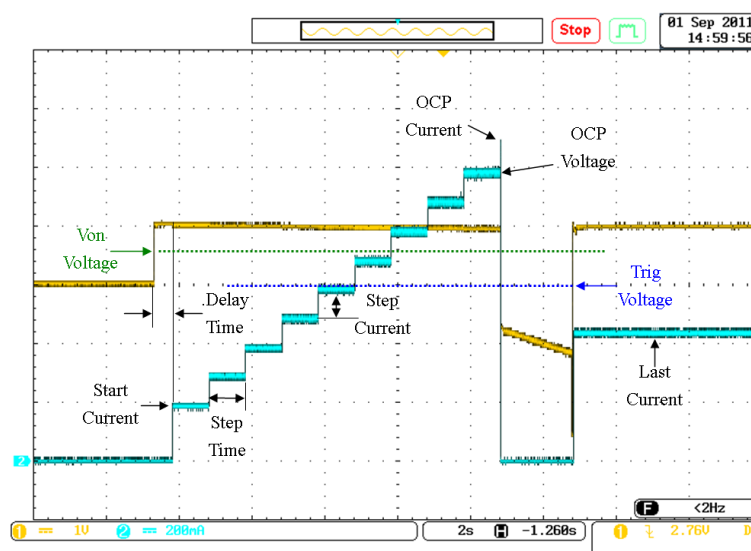 Stop
01 Sep 2011
14:59:56
OCP
Current
OCP
Voltage
Von
Voltage
Delay
Time
Step
Current
Trig
Voltage
Start
Current
Step
Time
Last
Current
2
F
<2Hz
1
1V
2
200mA
2s
H
-1.260s
1
2.76V
D